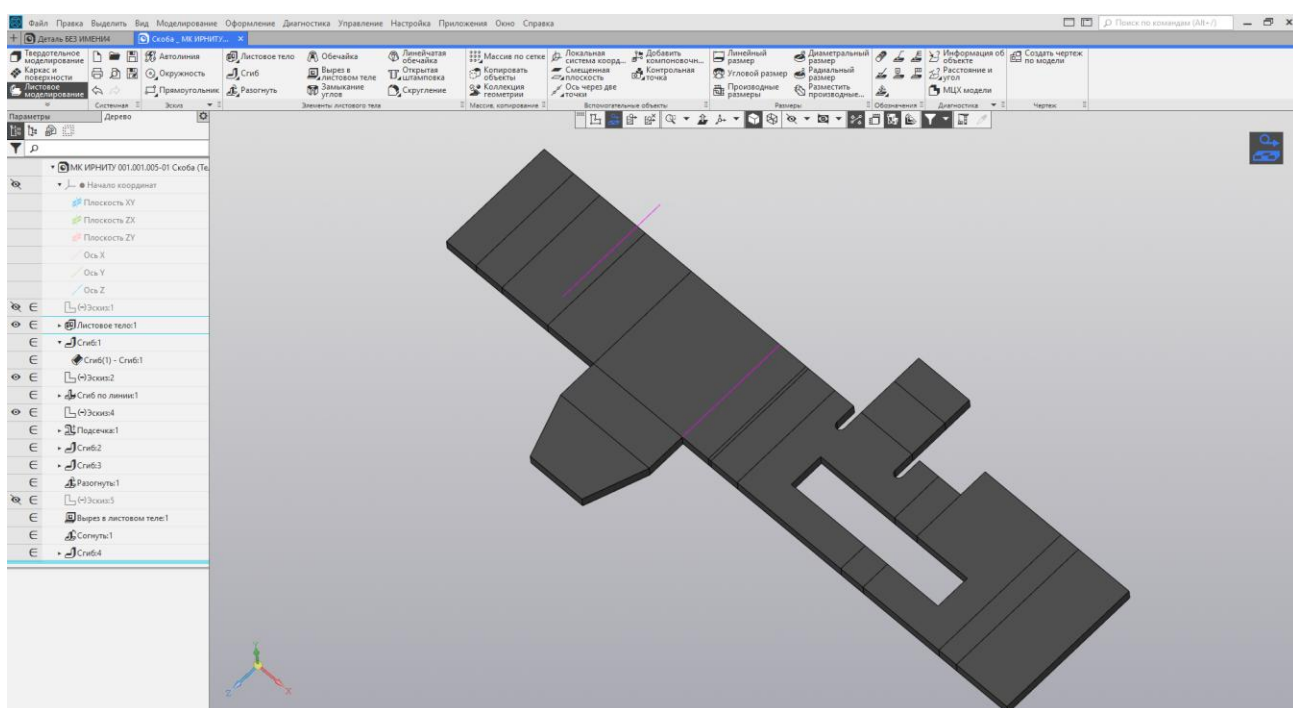 Файл Правка Выделить Вид Моделирование Оформление Диагностика Управление Настройка Приложения Окно Справка
Поиск по командам (Alt+/)
Деталь БЕЗ ИМЕНИ4
Скоба _ МК ИРНИТУ...
Твердотельное моделирование
Каркас и поверхности
Листовое моделирование
Системная
Автолиния
Окружность
Прямоугольник
Эскиз
Листовое тело
Сгиб
Разогнуть
Обечайка
Вырез в листовом теле
Замыкание углов
Линейчатая обечайка
Открытая штамповка
Скругление
Элементы листового тела
Массив по сетке
Копировать объекты
Коллекция геометрии
Массив, копирование
Локальная система коорд...
Смещенная плоскость
Ось через две точки
Добавить компоновочн...
Контрольная точка
Вспомогательные объекты
Линейный размер
Угловой размер
Производные размеры
Диаметральный размер
Радиальный размер
Разместить производные...
Размеры
Обозначения
Информация об объекте
Расстояние и угол
МЦХ модели
Диагностика
Создать чертеж по модели
Чертеж
Параметры
Дерево
МК ИРНИТУ 001.001.005-01 Скоба (Те
Начало координат
Плоскость XY
Плоскость ZX
Плоскость ZY
Ось X
Ось Y
Ось Z
(-)Эскиз:1
Листовое тело:1
Сгиб:1
Сгиб(1) - Сгиб:1
(-)Эскиз:2
Сгиб по линии:1
(-)Эскиз:4
Подсечка:1
Сгиб:2
Сгиб:3
Разогнуть:1
(-)Эскиз:5
Вырез в листовом теле:1
Согнуть:1
Сгиб:4
Y
Z
X